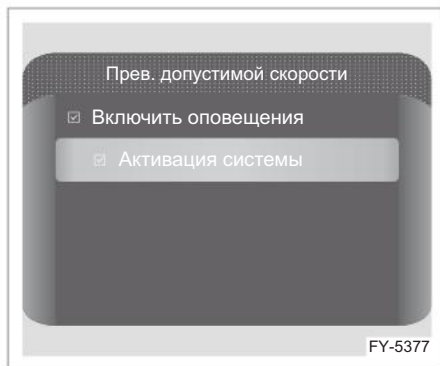 Прев. допустимой скорости
Включить оповещения
Активация системы
FY-5377